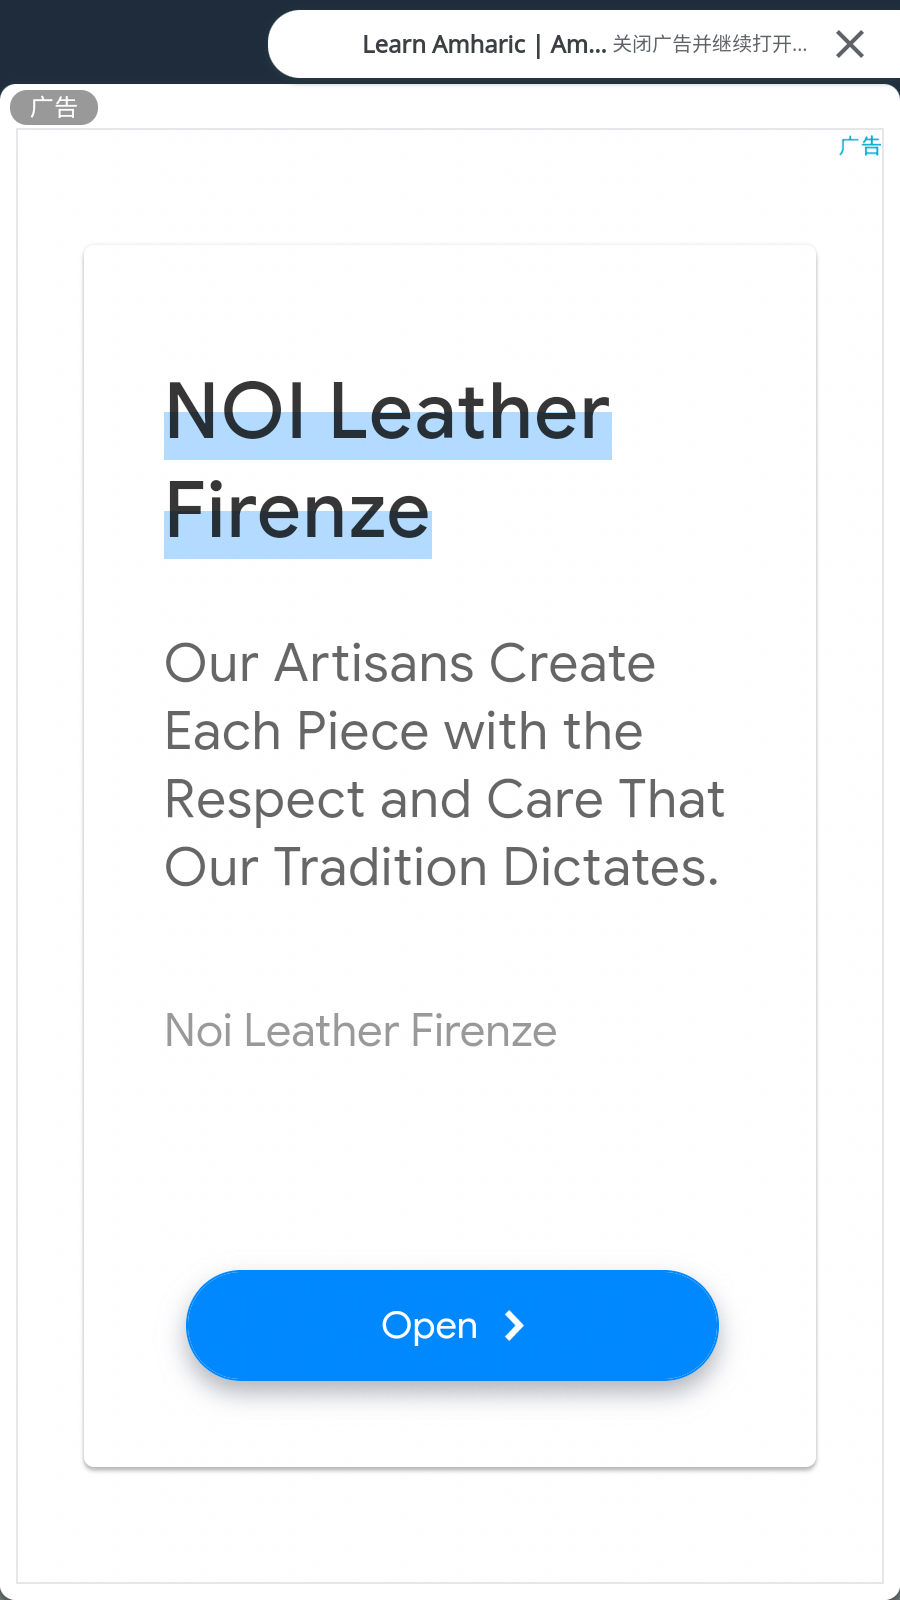 Learn Amharic | Am... 关闭广告并继续打开...
广告
广告
NOI Leather
Firenze
Our Artisans Create
Each Piece with the
Respect and Care That
Our Tradition Dictates.
Noi Leather Firenze
Open